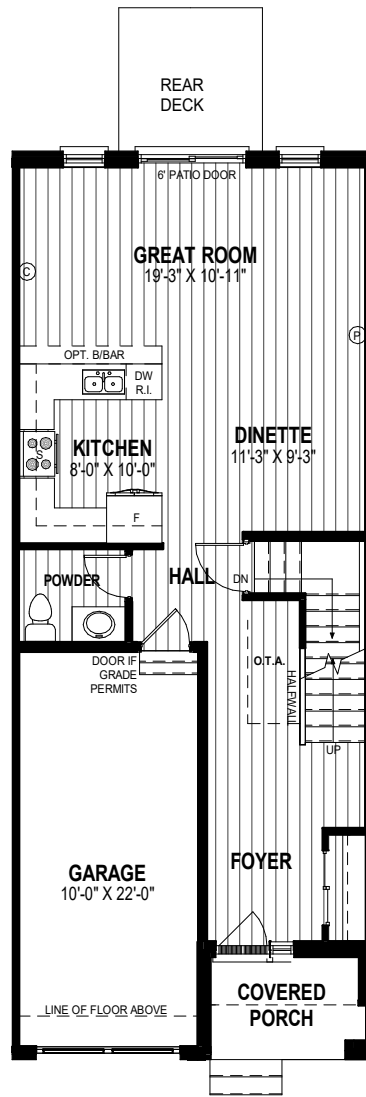 REAR
DECK
6' PATIO DOOR
GREAT ROOM
19'-3" X 10'-11"
C
P
OPT. B/BAR
DW
R.I.
KITCHEN
8'-0" X 10'-0"
S
DINETTE
11'-3" X 9'-3"
F
POWDER
HALL
DN
O.T.A.
HALFWALL
UP
DOOR IF
GRADE
PERMITS
GARAGE
10'-0" X 22'-0"
FOYER
LINE OF FLOOR ABOVE
COVERED
PORCH